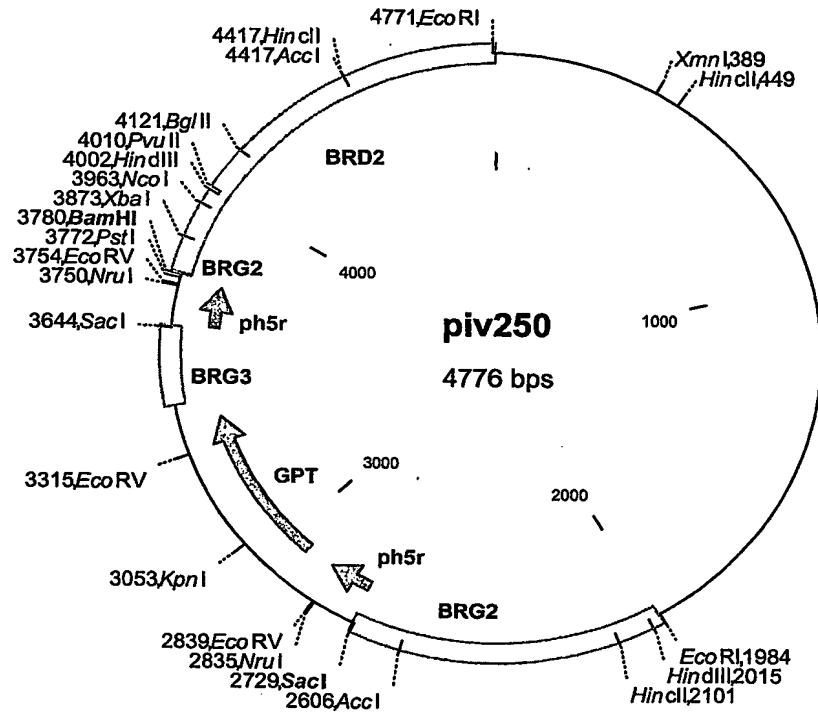 4771,EcoRI
4417,HincII
4417,AccI
XmnI,389
HincII,449
4121,BglII
4010,PvuII
4002,HindIII
3963,NcoI
3873,XbaI
3780,BamHI
3772,PstI
3754,EcoRV
3750,NruI
3644,SacI
BRD2
BRG2
4000
ph5r
piv250
1000
4776 bps
BRG3
3315,EcoRV
GPT
3000
2000
3053,KpnI
ph5r
BRG2
2839,EcoRV
2835,NruI
2729,SacI
2606,AccI
EcoRI,1984
HindIII,2015
HincII,2101